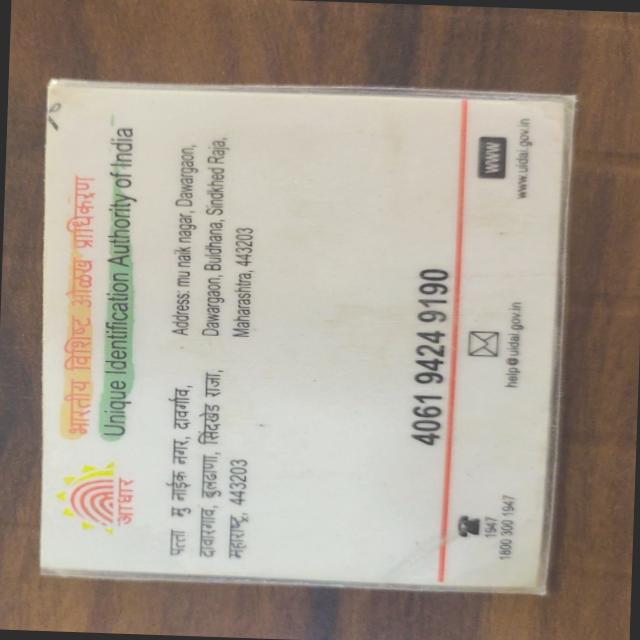 भारतीय विशिष्ट ओळख प्राधिकरण
Unique Identification Authority of India
आधार
पत्ता मु नाईक नगर, दावरगाव,
दावरगाव, बुलढाणा, सिंदखेड राजा,
महाराष्ट्र, 443203
Address: mu naik nagar, Dawargaon,
Dawargaon, Buldhana, Sindkhed Raja,
Maharashtra, 443203
4061 9424 9190
1947
1800 300 1947
help@uidai.gov.in
www
www.uidai.gov.in